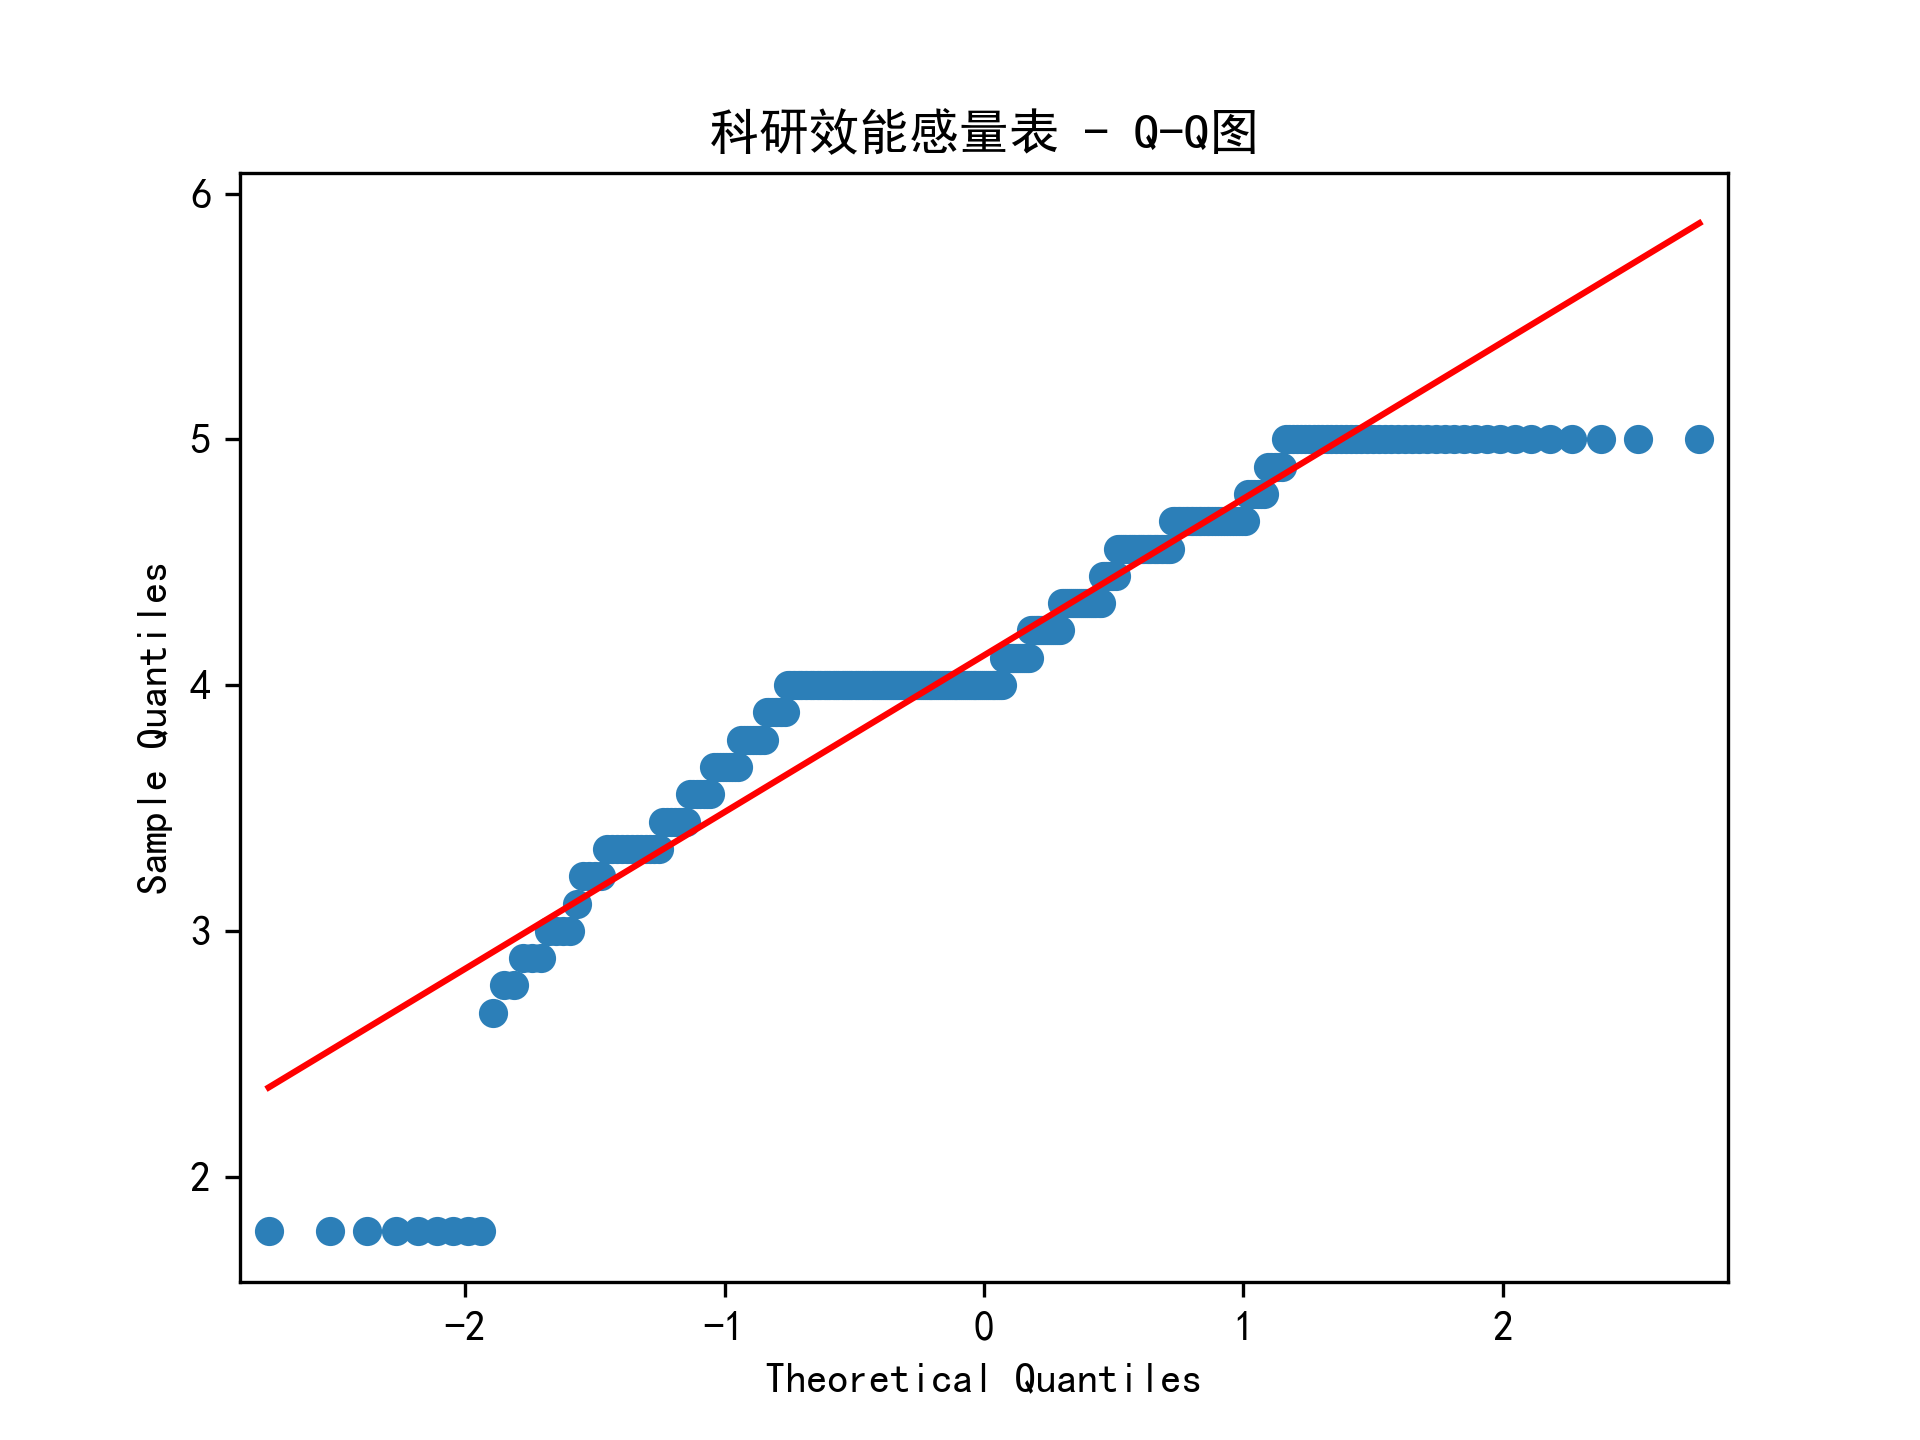 科研效能感量表 - Q-Q图
6
5
4
3
2
Sample Quantiles
-2 -1 0 1 2
Theoretical Quantiles